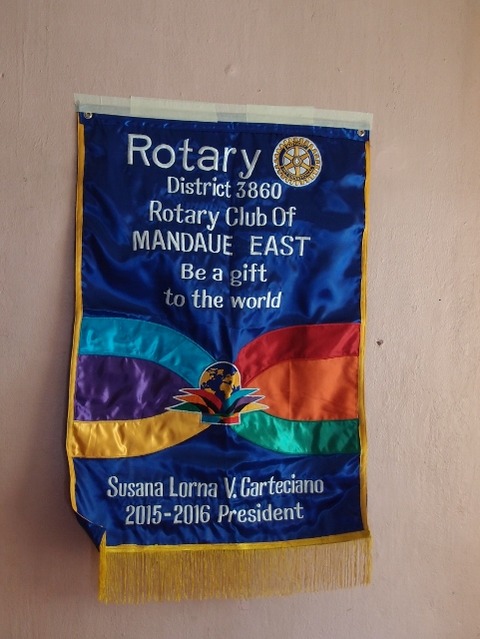 Rotary
District 3860
Rotary Club Of
MANDAUE EAST
Be a gift
to the world
Susana Lorna V. Carteciano
2015-2016 President